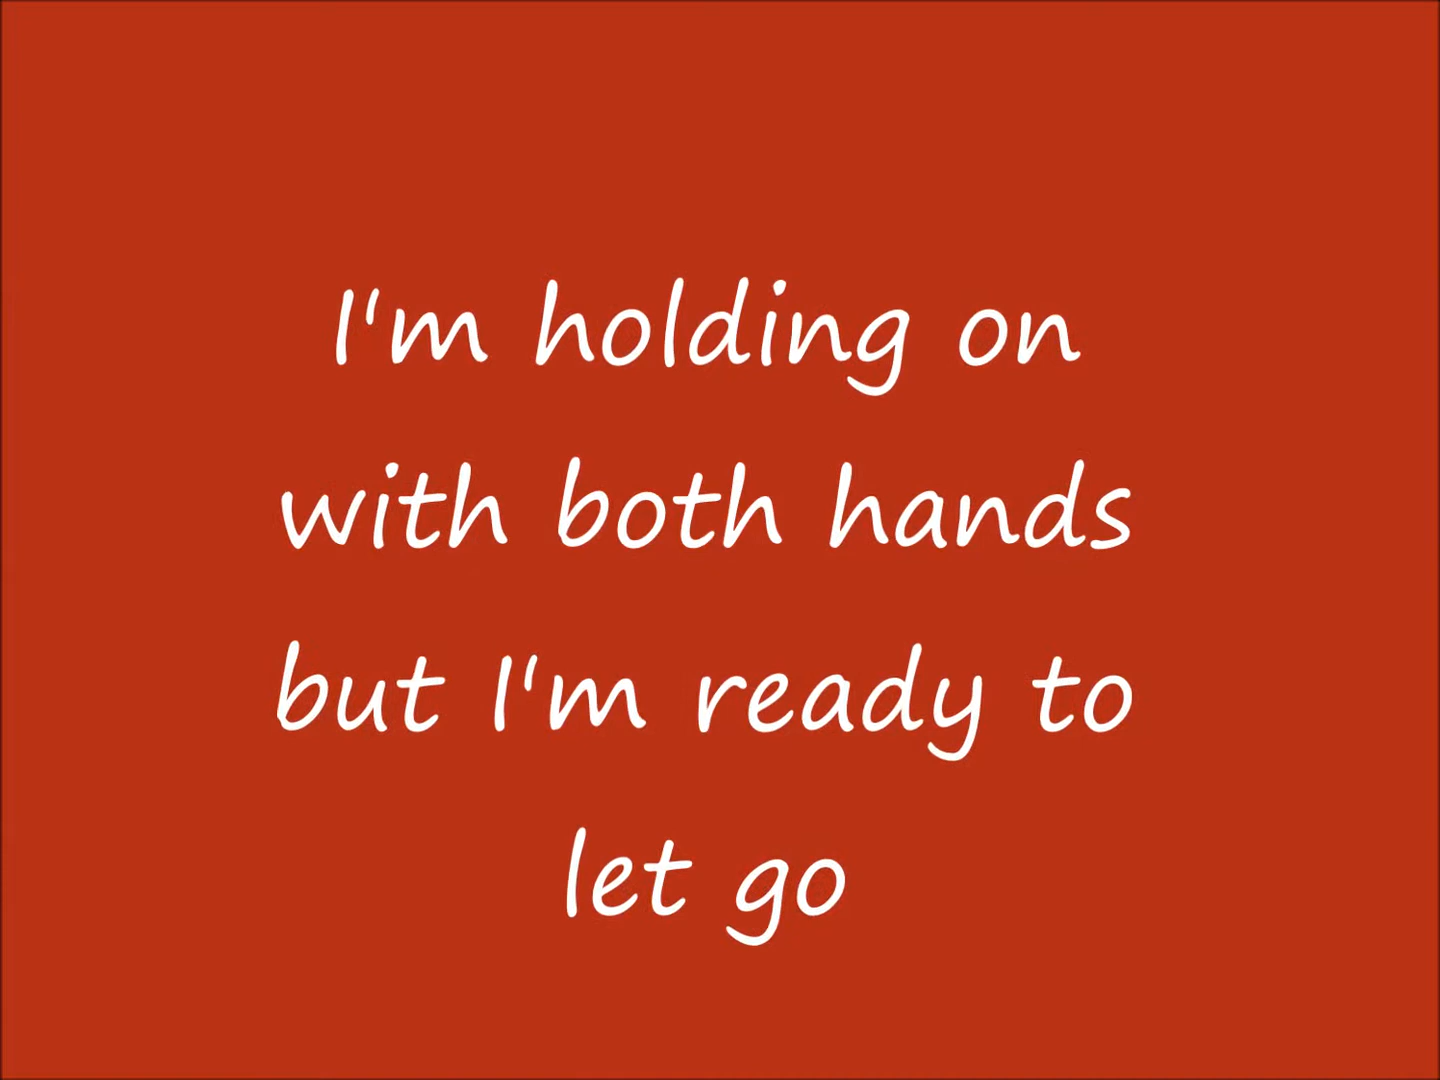 I'm holding on
with both hands
but I'm ready to
let go